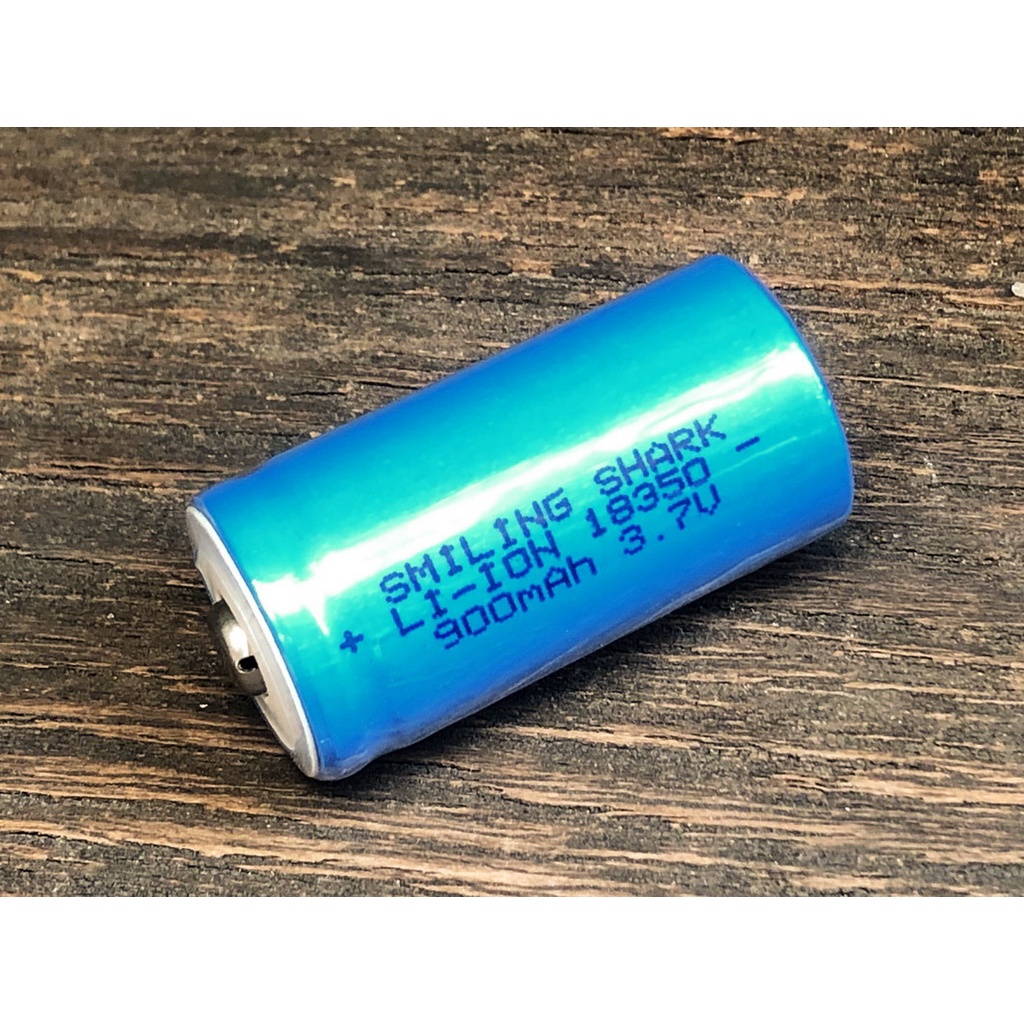 SMILING SHARK
+ LI-ION 18350 -
900mAh 3.7V